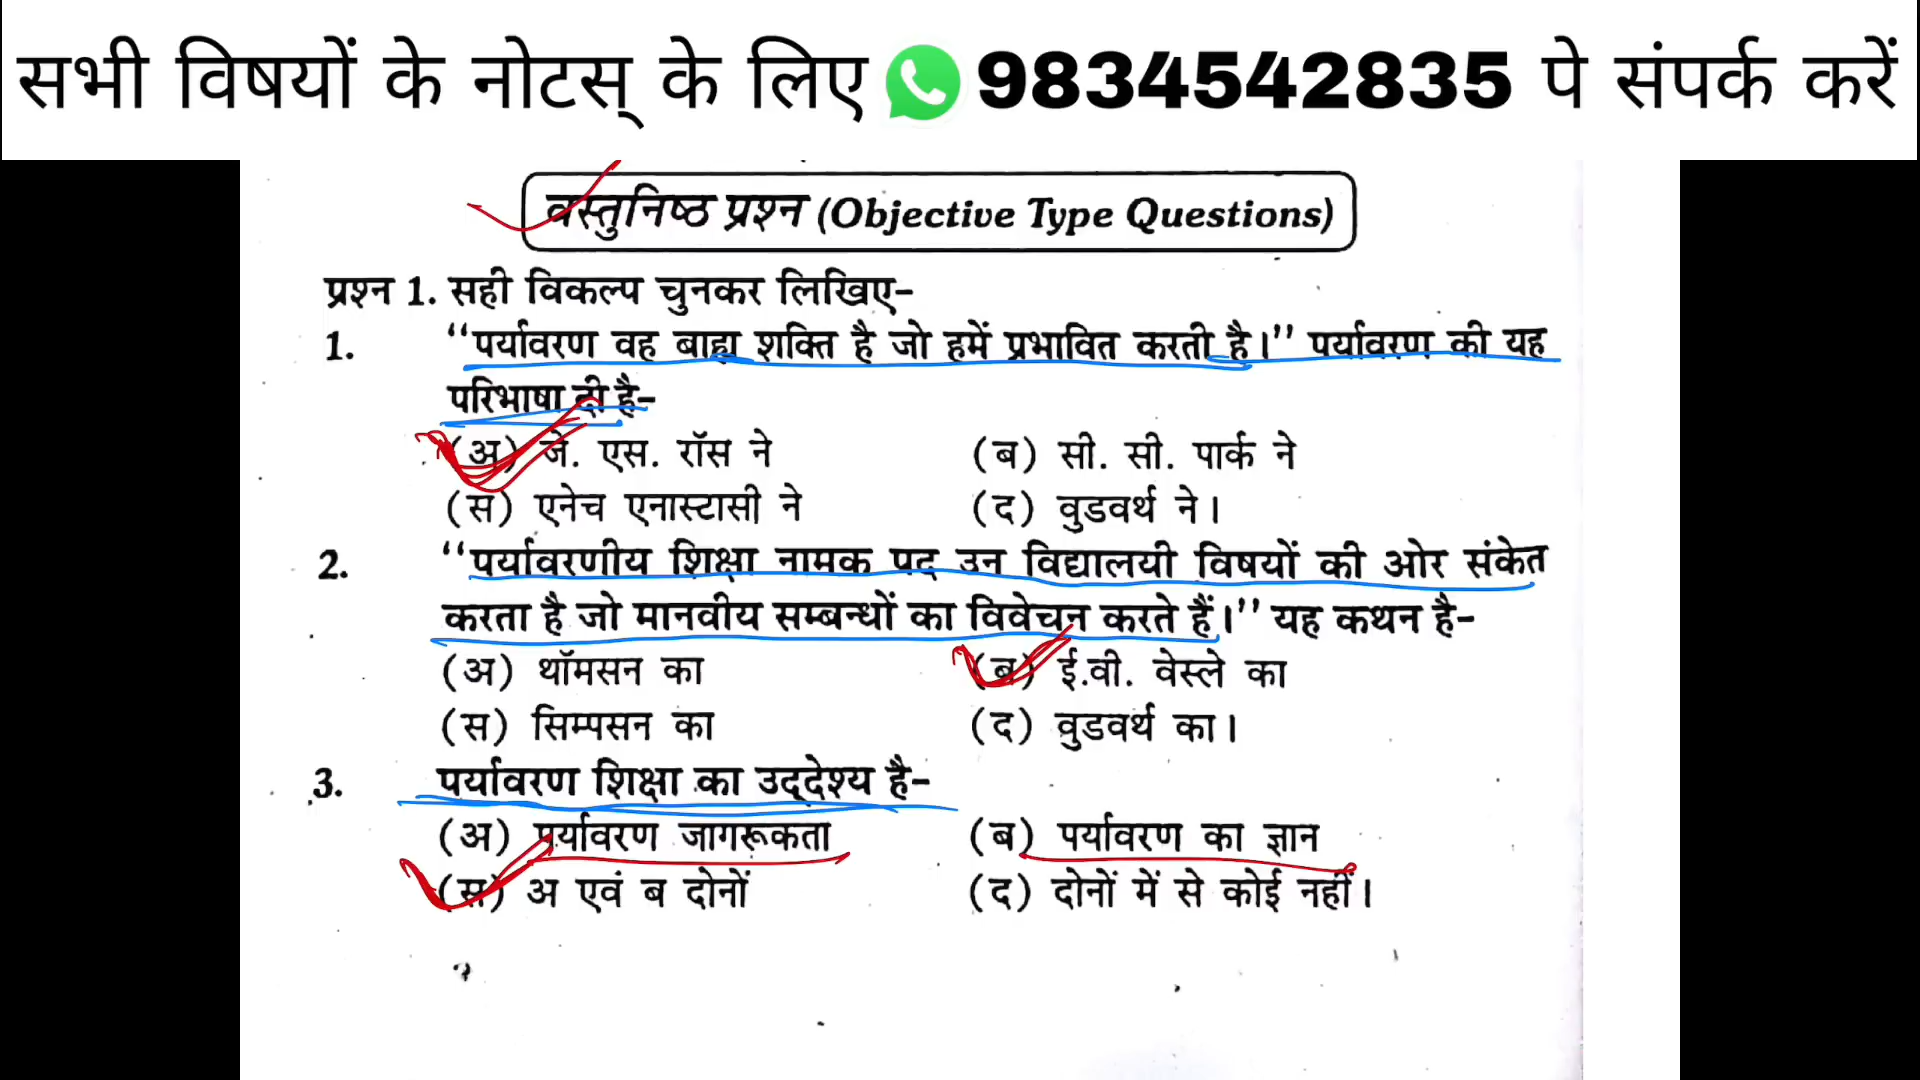 सभी विषयों के नोटस् के लिए 9834542835 पे संपर्क करें
वस्तुनिष्ठ प्रश्न (Objective Type Questions)
प्रश्न 1. सही विकल्प चुनकर लिखिए-
1. “पर्यावरण वह बाह्य शक्ति है जो हमें प्रभावित करती है।” पर्यावरण की यह
परिभाषा दी है-
(अ) जे. एस. रॉस ने (ब) सी. सी. पार्क ने
(स) एनेच एनास्टासी ने (द) वुडवर्थ ने।
2. “पर्यावरणीय शिक्षा नामक पद उन विद्यालयी विषयों की ओर संकेत
करता है जो मानवीय सम्बन्धों का विवेचन करते हैं।” यह कथन है-
(अ) थॉमसन का (ब) ई.वी. वेस्ले का
(स) सिम्पसन का (द) वुडवर्थ का।
3. पर्यावरण शिक्षा का उद्‌देश्य है-
(अ) पर्यावरण जागरूकता (ब) पर्यावरण का ज्ञान
(स) अ एवं ब दोनों (द) दोनों में से कोई नहीं।